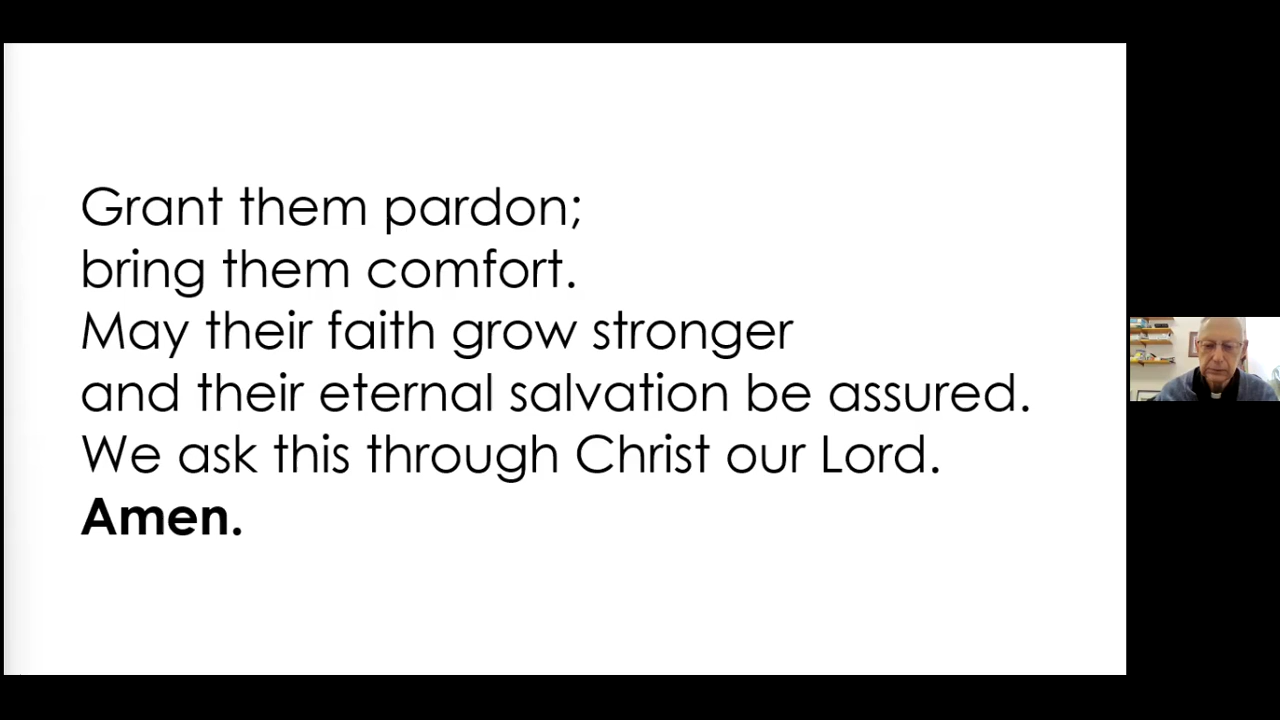 Grant them pardon;
bring them comfort.
May their faith grow stronger
and their eternal salvation be assured.
We ask this through Christ our Lord.
Amen.